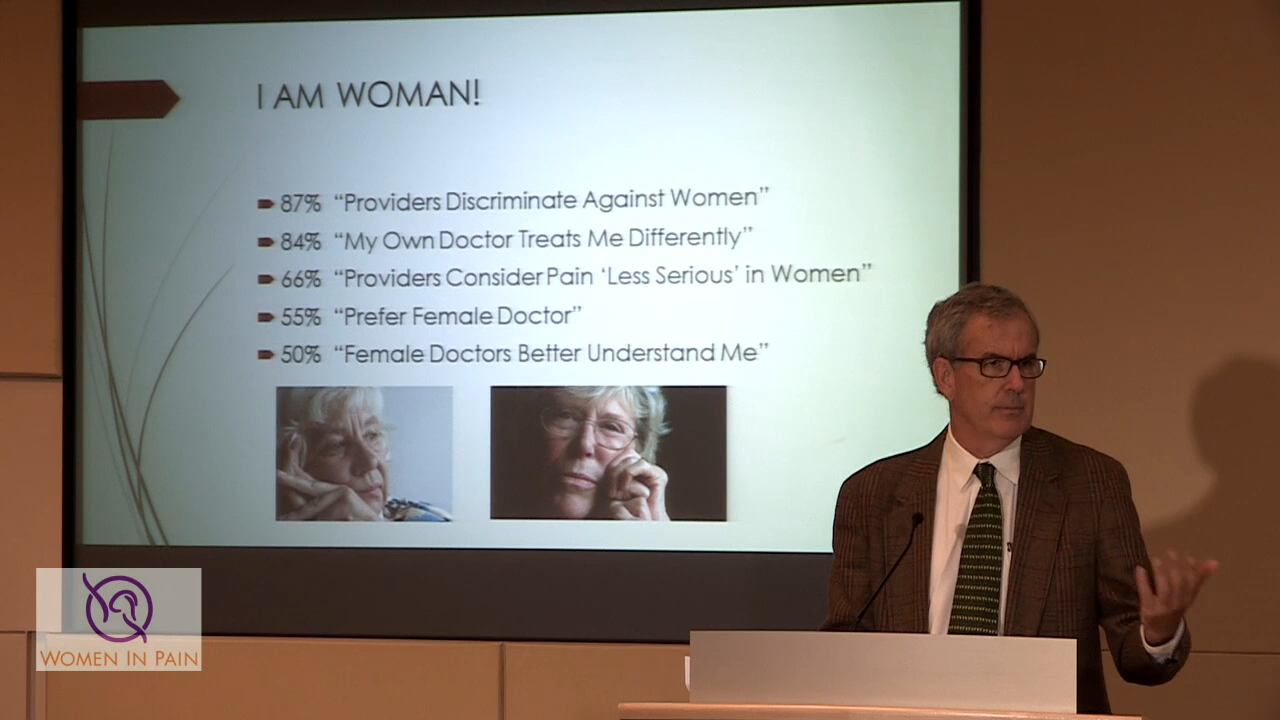 I AM WOMAN!
87% “Providers Discriminate Against Women”
84% “My Own Doctor Treats Me Differently”
66% “Providers Consider Pain ‘Less Serious’ in Women”
55% “Prefer Female Doctor”
50% “Female Doctors Better Understand Me”
WOMEN IN PAIN